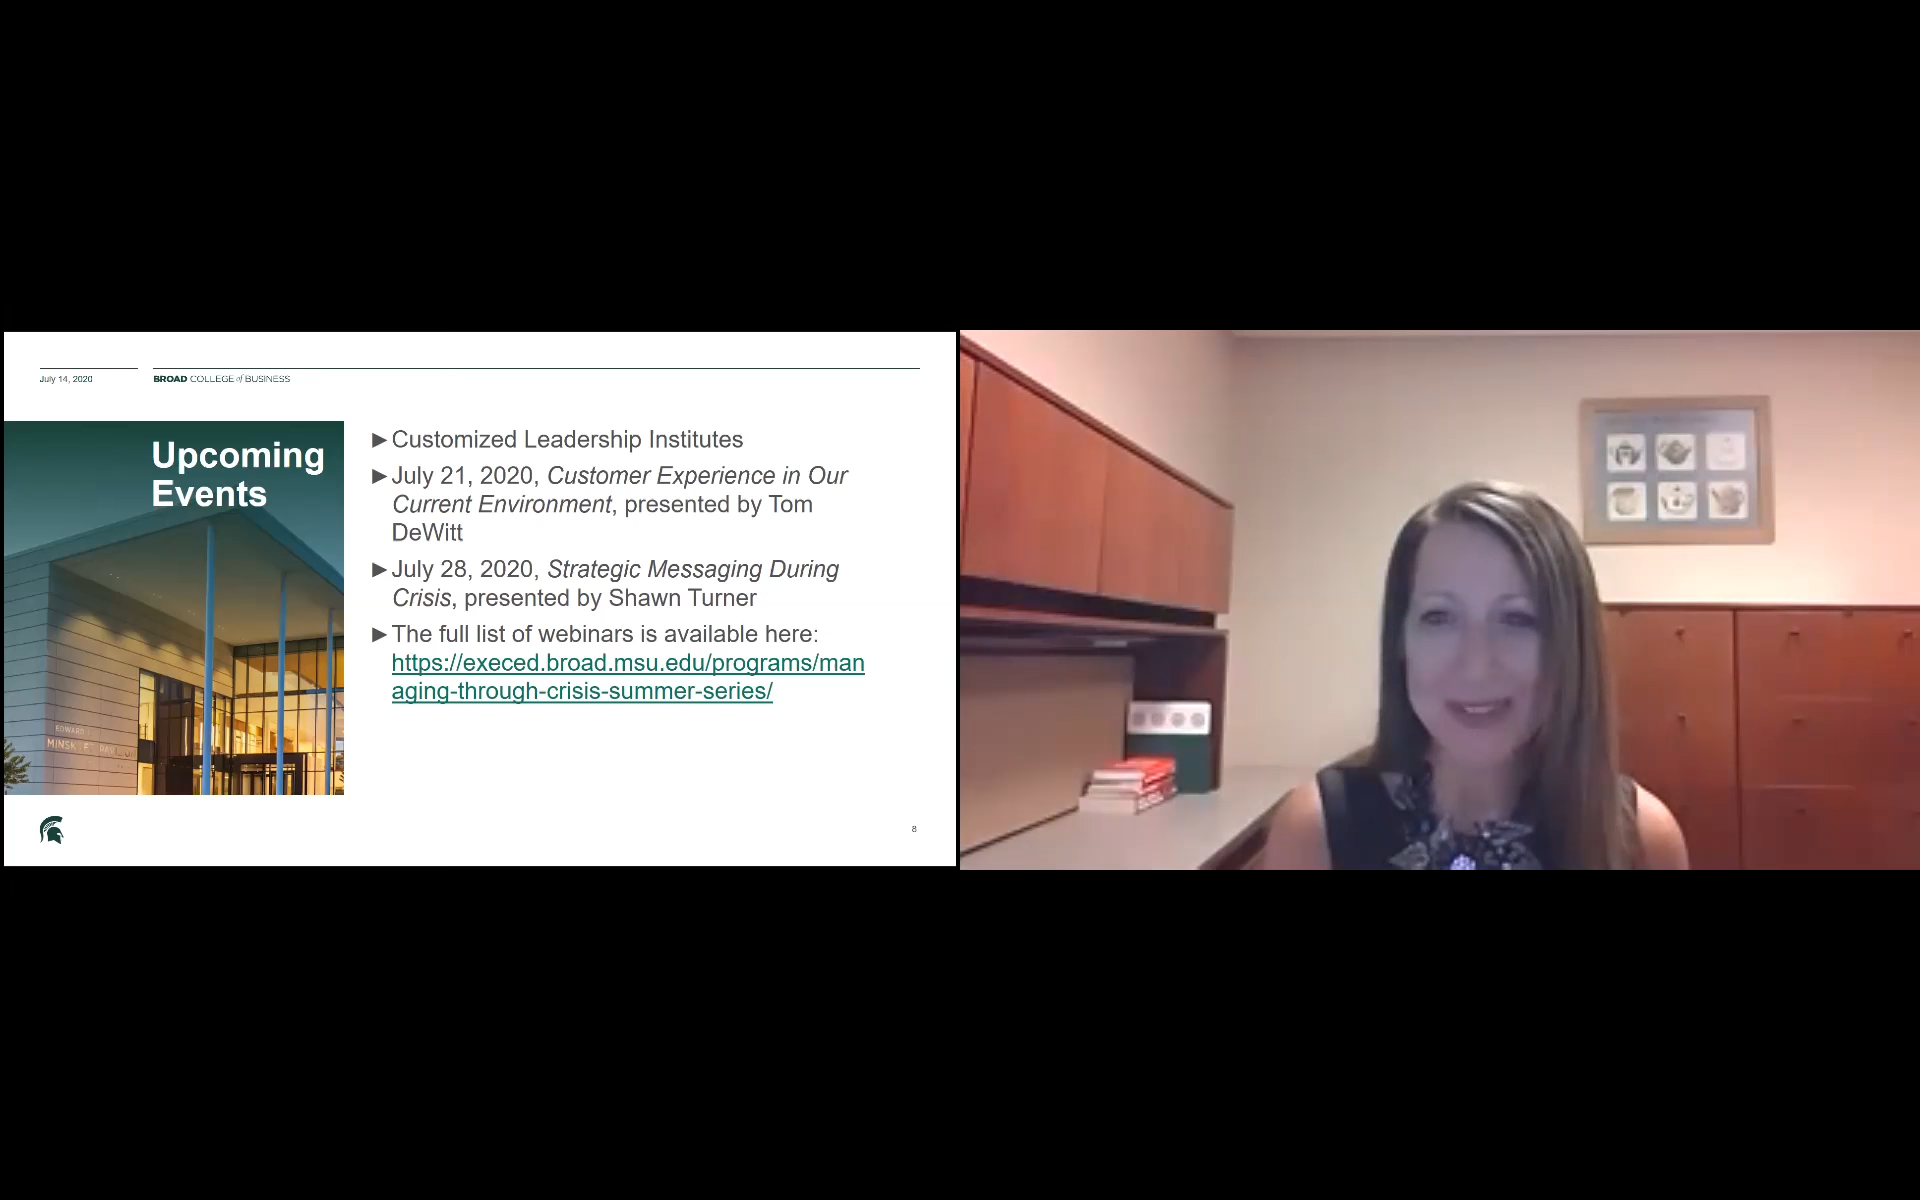 July 14, 2020
BROAD COLLEGE of BUSINESS
Upcoming
Events
►Customized Leadership Institutes
►July 21, 2020, Customer Experience in Our
Current Environment, presented by Tom
DeWitt
►July 28, 2020, Strategic Messaging During
Crisis, presented by Shawn Turner
►The full list of webinars is available here:
https://execed.broad.msu.edu/programs/man
aging-through-crisis-summer-series/
EDWARD
8